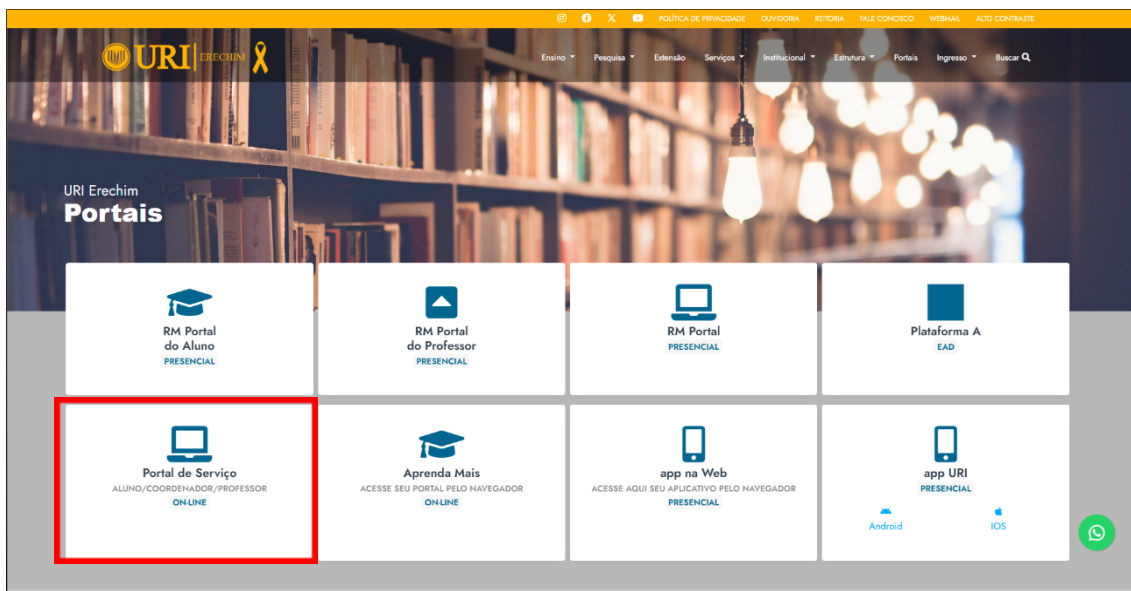 POLÍTICA DE PRIVACIDADE OUVIDORIA REITORIA FALE CONOSCO WEBMAIL ALTO CONTRASTE
URI ERECHIM
Ensino Pesquisa Extensão Serviços Institucional Estrutura Portais Ingresso Buscar
URI Erechim
Portais
RM Portal
do Aluno
PRESENCIAL
RM Portal
do Professor
PRESENCIAL
RM Portal
PRESENCIAL
Plataforma A
EAD
Portal de Serviço
ALUNO/COORDENADOR/PROFESSOR
ON-LINE
Aprenda Mais
ACESSE SEU PORTAL PELO NAVEGADOR
ON-LINE
app na Web
ACESSE AQUI SEU APLICATIVO PELO NAVEGADOR
PRESENCIAL
app URI
PRESENCIAL
Android IOS